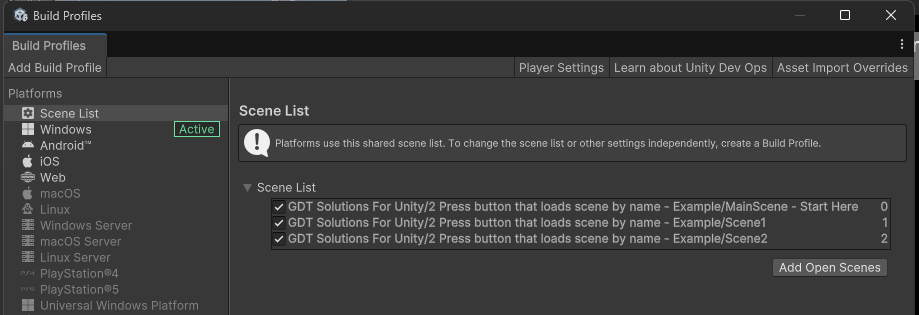 Build Profiles
Build Profiles
Add Build Profile
Player Settings
Learn about Unity Dev Ops
Asset Import Overrides
Platforms
Scene List
Windows
Active
Android™
iOS
Web
macOS
Linux
Windows Server
macOS Server
Linux Server
PS4 PlayStation®4
PS5 PlayStation®5
Universal Windows Platform
Scene List
Platforms use this shared scene list. To change the scene list or other settings independently, create a Build Profile.
Scene List
GDT Solutions For Unity/2 Press button that loads scene by name - Example/MainScene - Start Here 0
GDT Solutions For Unity/2 Press button that loads scene by name - Example/Scene1 1
GDT Solutions For Unity/2 Press button that loads scene by name - Example/Scene2 2
Add Open Scenes